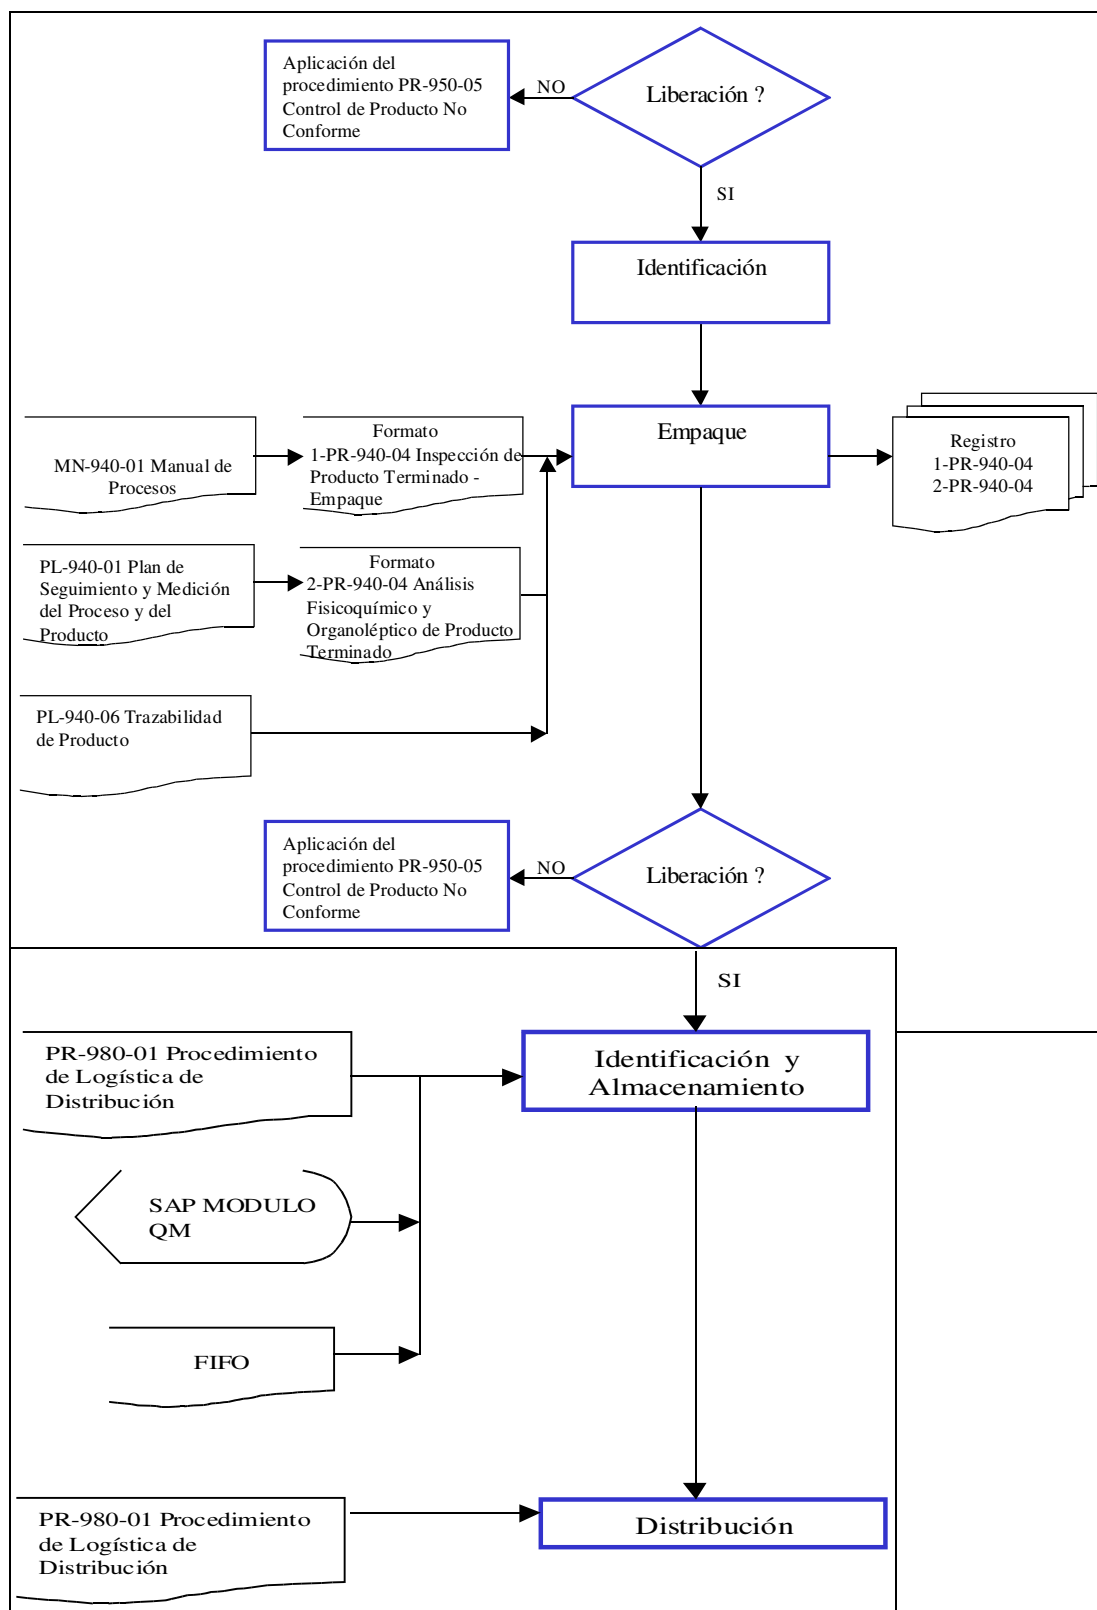 Aplicación del
procedimiento PR-950-05
Control de Producto No
Conforme
NO
Liberación ?
SI
Identificación
MN-940-01 Manual de
Procesos
Formato
1-PR-940-04 Inspección de
Producto Terminado -
Empaque
Empaque
Registro
1-PR-940-04
2-PR-940-04
PL-940-01 Plan de
Seguimiento y Medición
del Proceso y del
Producto
Formato
2-PR-940-04 Análisis
Fisicoquímico y
Organoléptico de Producto
Terminado
PL-940-06 Trazabilidad
de Producto
Aplicación del
procedimiento PR-950-05
Control de Producto No
Conforme
NO
Liberación ?
SI
PR-980-01 Procedimiento
de Logística de
Distribución
Identificación y
Almacenamiento
SAP MODULO
QM
FIFO
PR-980-01 Procedimiento
de Logística de
Distribución
Distribución